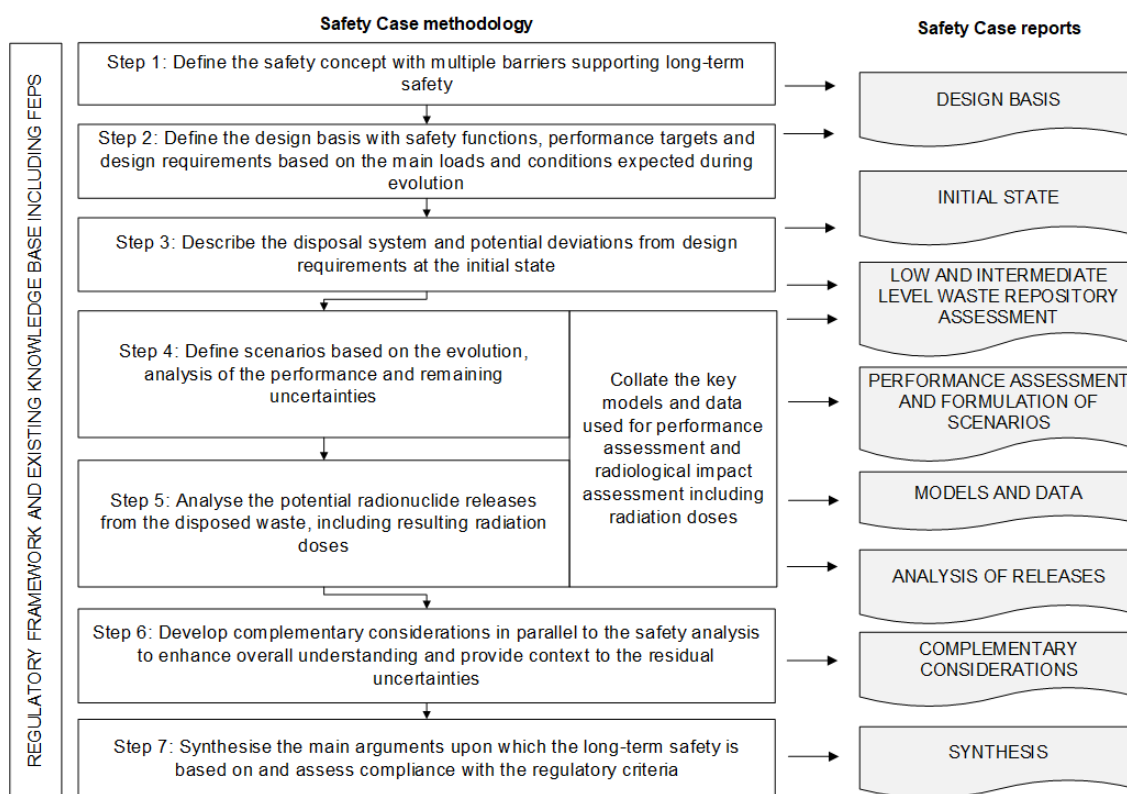 Safety Case methodology
Safety Case reports
REGULATORY FRAMEWORK AND EXISTING KNOWLEDGE BASE INCLUDING FEPS
Step 1: Define the safety concept with multiple barriers supporting long-term
safety
Step 2: Define the design basis with safety functions, performance targets and
design requirements based on the main loads and conditions expected during
evolution
Step 3: Describe the disposal system and potential deviations from design
requirements at the initial state
Step 4: Define scenarios based on the evolution,
analysis of the performance and remaining
uncertainties
Step 5: Analyse the potential radionuclide releases
from the disposed waste, including resulting radiation
doses
Collate the key
models and data
used for performance
assessment and
radiological impact
assessment including
radiation doses
Step 6: Develop complementary considerations in parallel to the safety analysis
to enhance overall understanding and provide context to the residual
uncertainties
Step 7: Synthesise the main arguments upon which the long-term safety is
based on and assess compliance with the regulatory criteria
DESIGN BASIS
INITIAL STATE
LOW AND INTERMEDIATE
LEVEL WASTE REPOSITORY
ASSESSMENT
PERFORMANCE ASSESSMENT
AND FORMULATION OF
SCENARIOS
MODELS AND DATA
ANALYSIS OF RELEASES
COMPLEMENTARY
CONSIDERATIONS
SYNTHESIS